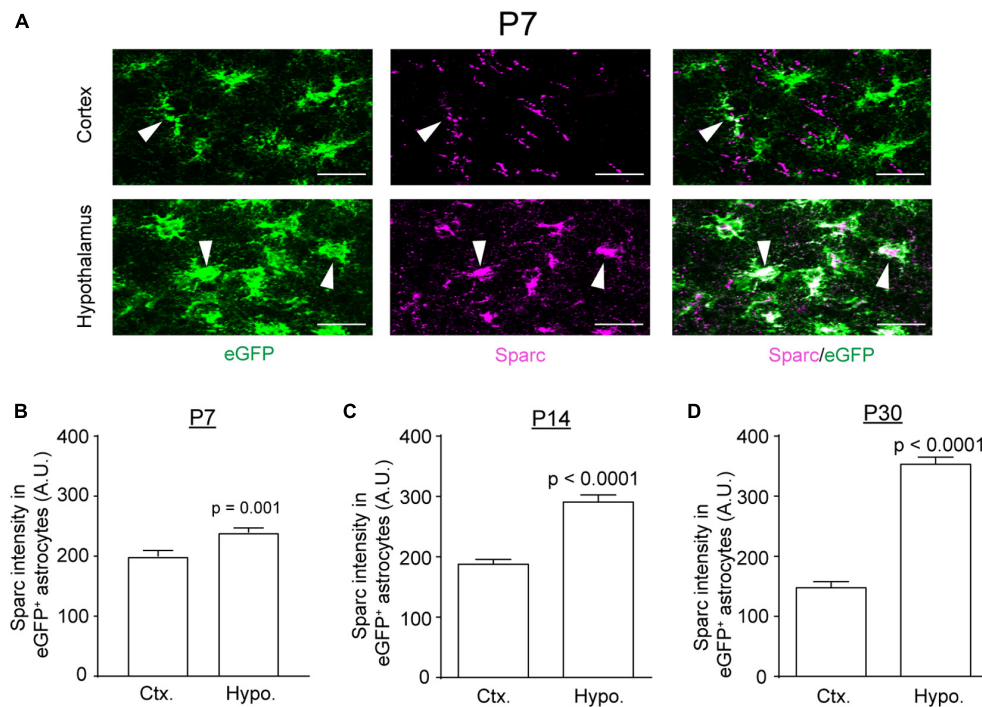 A
P7
Cortex
Hypothalamus
eGFP
Sparc
Sparc/eGFP
B
P7
Sparc intensity in
eGFP⁺ astrocytes (A.U.)
400
300
200
100
0
p = 0.001
Ctx.
Hypo.
C
P14
Sparc intensity in
eGFP⁺ astrocytes (A.U.)
400
300
200
100
0
p < 0.0001
Ctx.
Hypo.
D
P30
Sparc intensity in
eGFP⁺ astrocytes (A.U.)
400
300
200
100
0
p < 0.0001
Ctx.
Hypo.